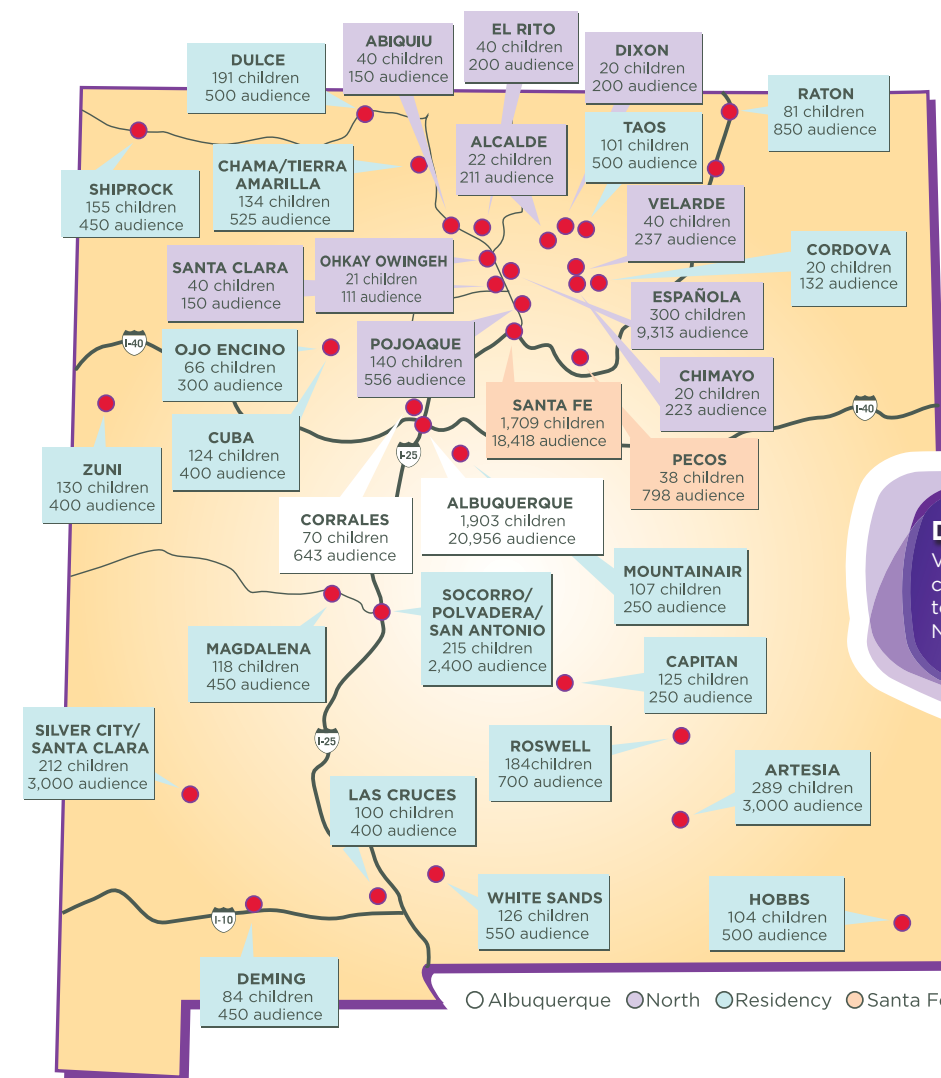 DULCE
191 children
500 audience
ABIQUIU
40 children
150 audience
EL RITO
40 children
200 audience
DIXON
20 children
200 audience
RATON
81 children
850 audience
SHIPROCK
155 children
450 audience
CHAMA/TIERRA
AMARILLA
134 children
525 audience
ALCALDE
22 children
211 audience
TAOS
101 children
500 audience
VELARDE
40 children
237 audience
CORDOVA
20 children
132 audience
SANTA CLARA
40 children
150 audience
OHKAY OWINGEH
21 children
111 audience
ESPAÑOLA
300 children
9,313 audience
I-40
OJO ENCINO
66 children
300 audience
POJOAQUE
140 children
556 audience
CHIMAYO
20 children
223 audience
SANTA FE
1,709 children
18,418 audience
I-40
CUBA
124 children
400 audience
I-25
PECOS
38 children
798 audience
ZUNI
130 children
400 audience
CORRALES
70 children
643 audience
ALBUQUERQUE
1,903 children
20,956 audience
MOUNTAINAIR
107 children
250 audience
MAGDALENA
118 children
450 audience
SOCORRO/
POLVADERA/
SAN ANTONIO
215 children
2,400 audience
CAPITAN
125 children
250 audience
SILVER CITY/
SANTA CLARA
212 children
3,000 audience
I-25
ROSWELL
184children
700 audience
ARTESIA
289 children
3,000 audience
LAS CRUCES
100 children
400 audience
WHITE SANDS
126 children
550 audience
HOBBS
104 children
500 audience
I-10
DEMING
84 children
450 audience
Albuquerque North Residency Santa Fe